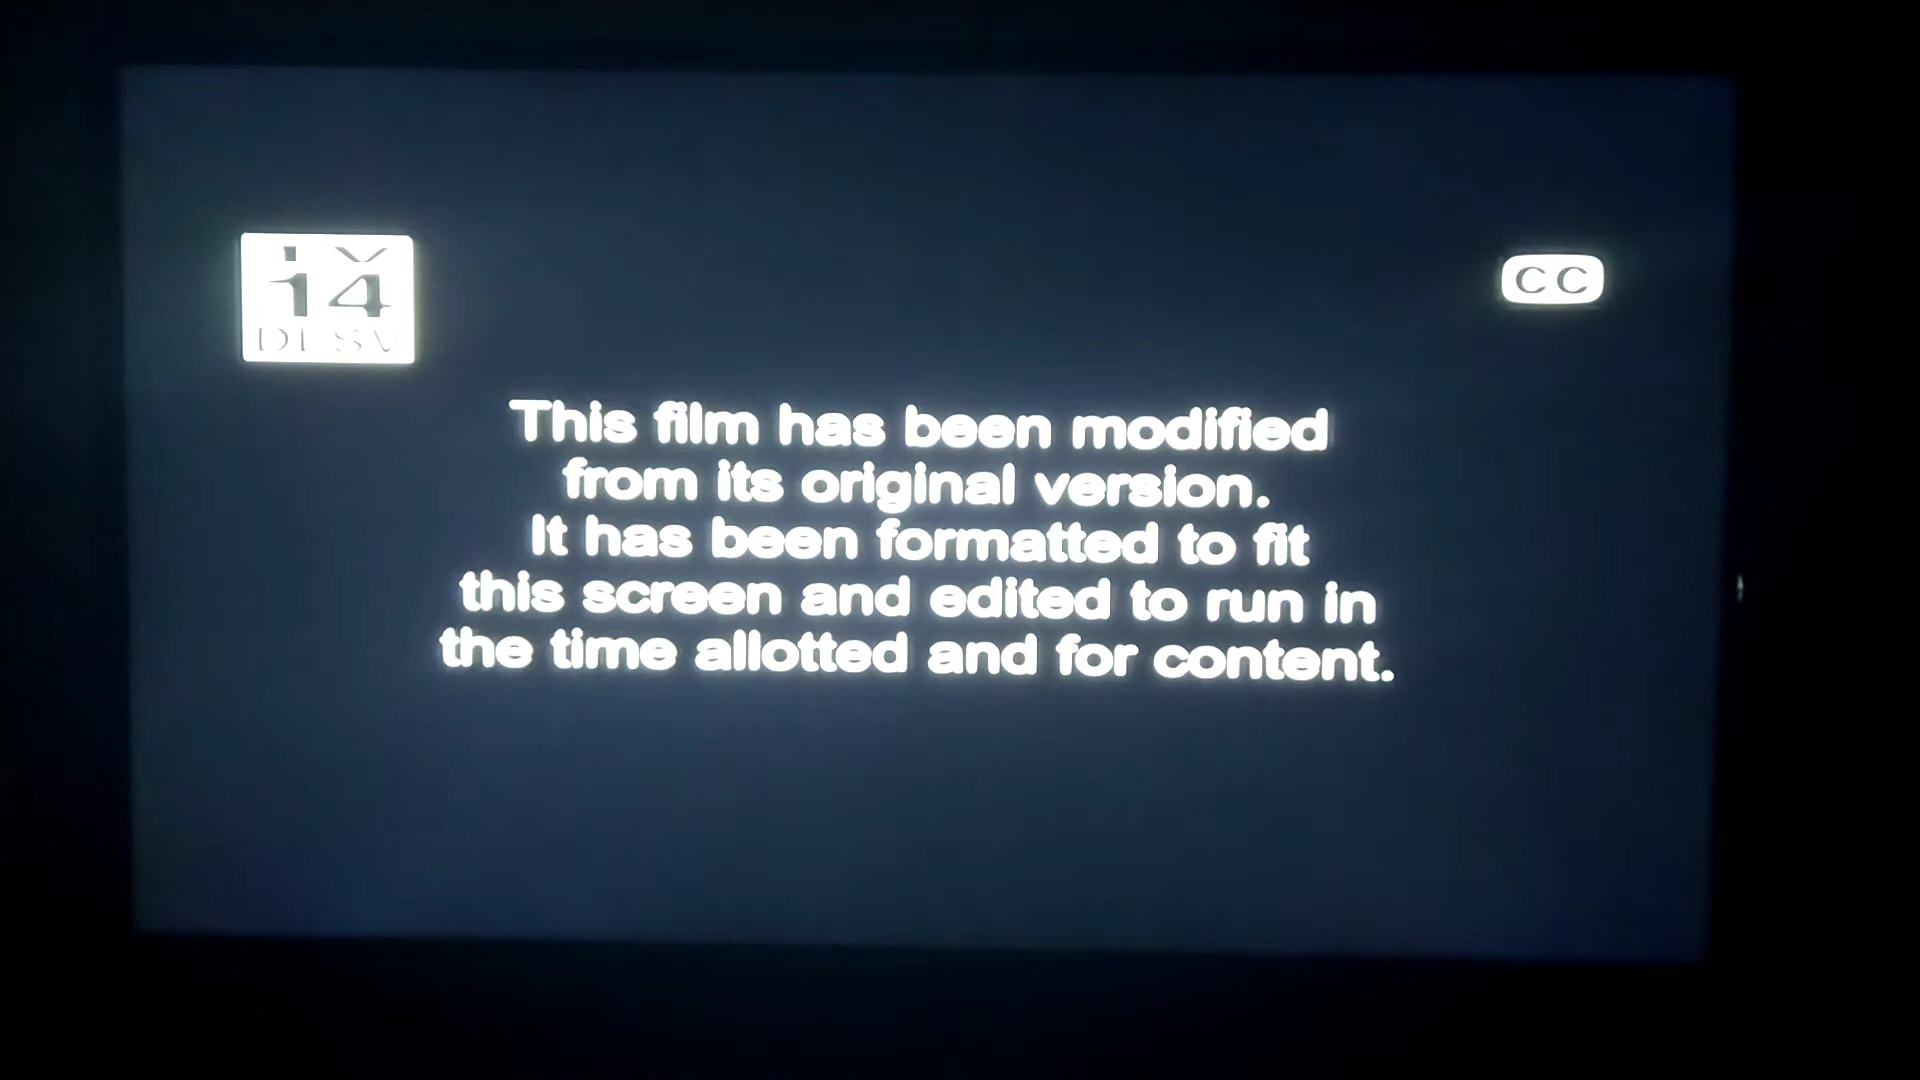 TV
14
DLSV
CC
This film has been modified
from its original version.
It has been formatted to fit
this screen and edited to run in
the time allotted and for content.